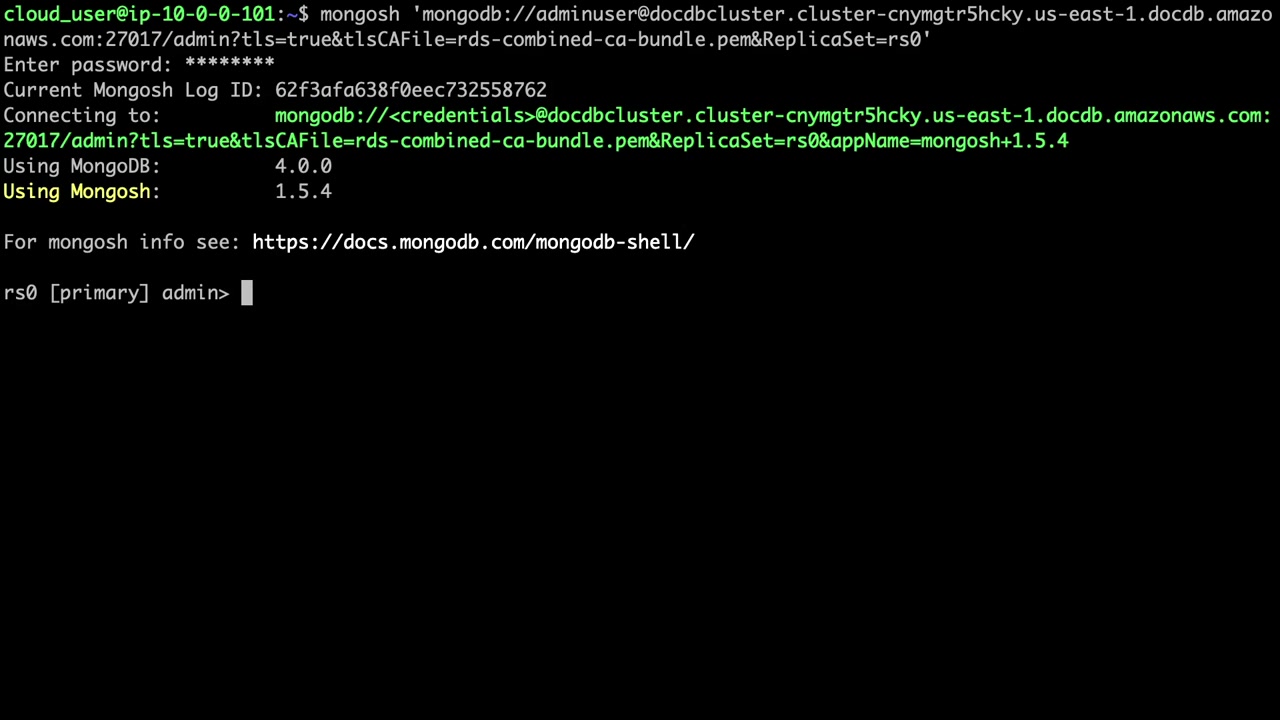 cloud_user@ip-10-0-0-101:~$ mongosh 'mongodb://adminuser@docdbcluster.cluster-cnymgtr5hcky.us-east-1.docdb.amazo
naws.com:27017/admin?tls=true&tlsCAFile=rds-combined-ca-bundle.pem&ReplicaSet=rs0'
Enter password: ********
Current Mongosh Log ID: 62f3afa638f0eec732558762
Connecting to:          mongodb://<credentials>@docdbcluster.cluster-cnymgtr5hcky.us-east-1.docdb.amazonaws.com:
27017/admin?tls=true&tlsCAFile=rds-combined-ca-bundle.pem&ReplicaSet=rs0&appName=mongosh+1.5.4
Using MongoDB:          4.0.0
Using Mongosh:          1.5.4
For mongosh info see: https://docs.mongodb.com/mongodb-shell/
rs0 [primary] admin>